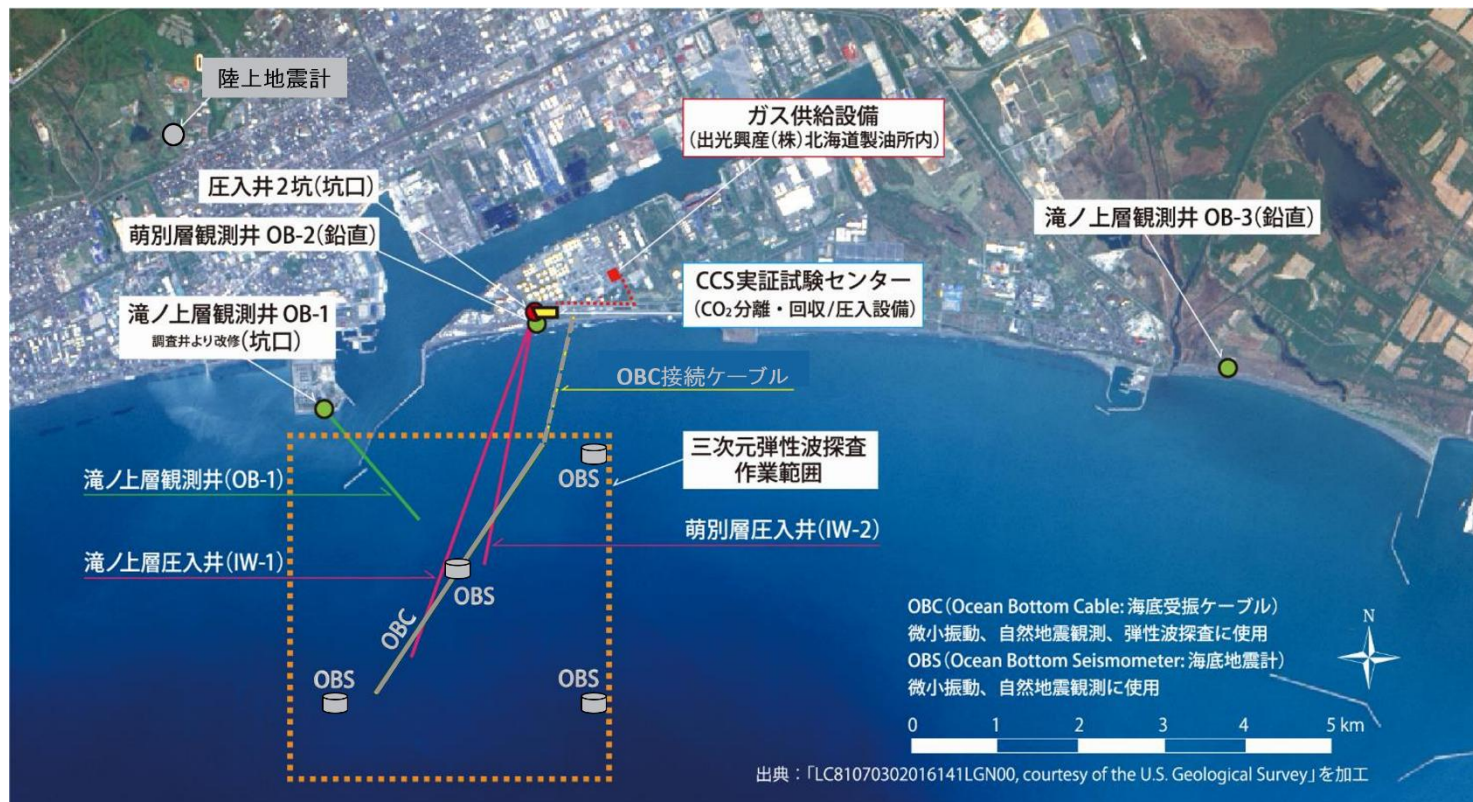 陸上地震計
ガス供給設備
(出光興産(株)北海道製油所内)
圧入井2坑(坑口)
萌別層観測井 OB-2(鉛直)
滝ノ上層観測井 OB-3(鉛直)
CCS実証試験センター
(CO₂分離・回収/圧入設備)
滝ノ上層観測井 OB-1
調査井より改修(坑口)
OBC接続ケーブル
三次元弾性波探査
作業範囲
OBS
滝ノ上層観測井(OB-1)
萌別層圧入井(IW-2)
滝ノ上層圧入井(IW-1)
OBS
OBC
OBS
OBS
OBC(Ocean Bottom Cable: 海底受振ケーブル)
微小振動、自然地震観測、弾性波探査に使用
OBS(Ocean Bottom Seismometer: 海底地震計)
微小振動、自然地震観測に使用
N
0 1 2 3 4 5 km
出典:「LC81070302016141LGN00, courtesy of the U.S. Geological Survey」を加工